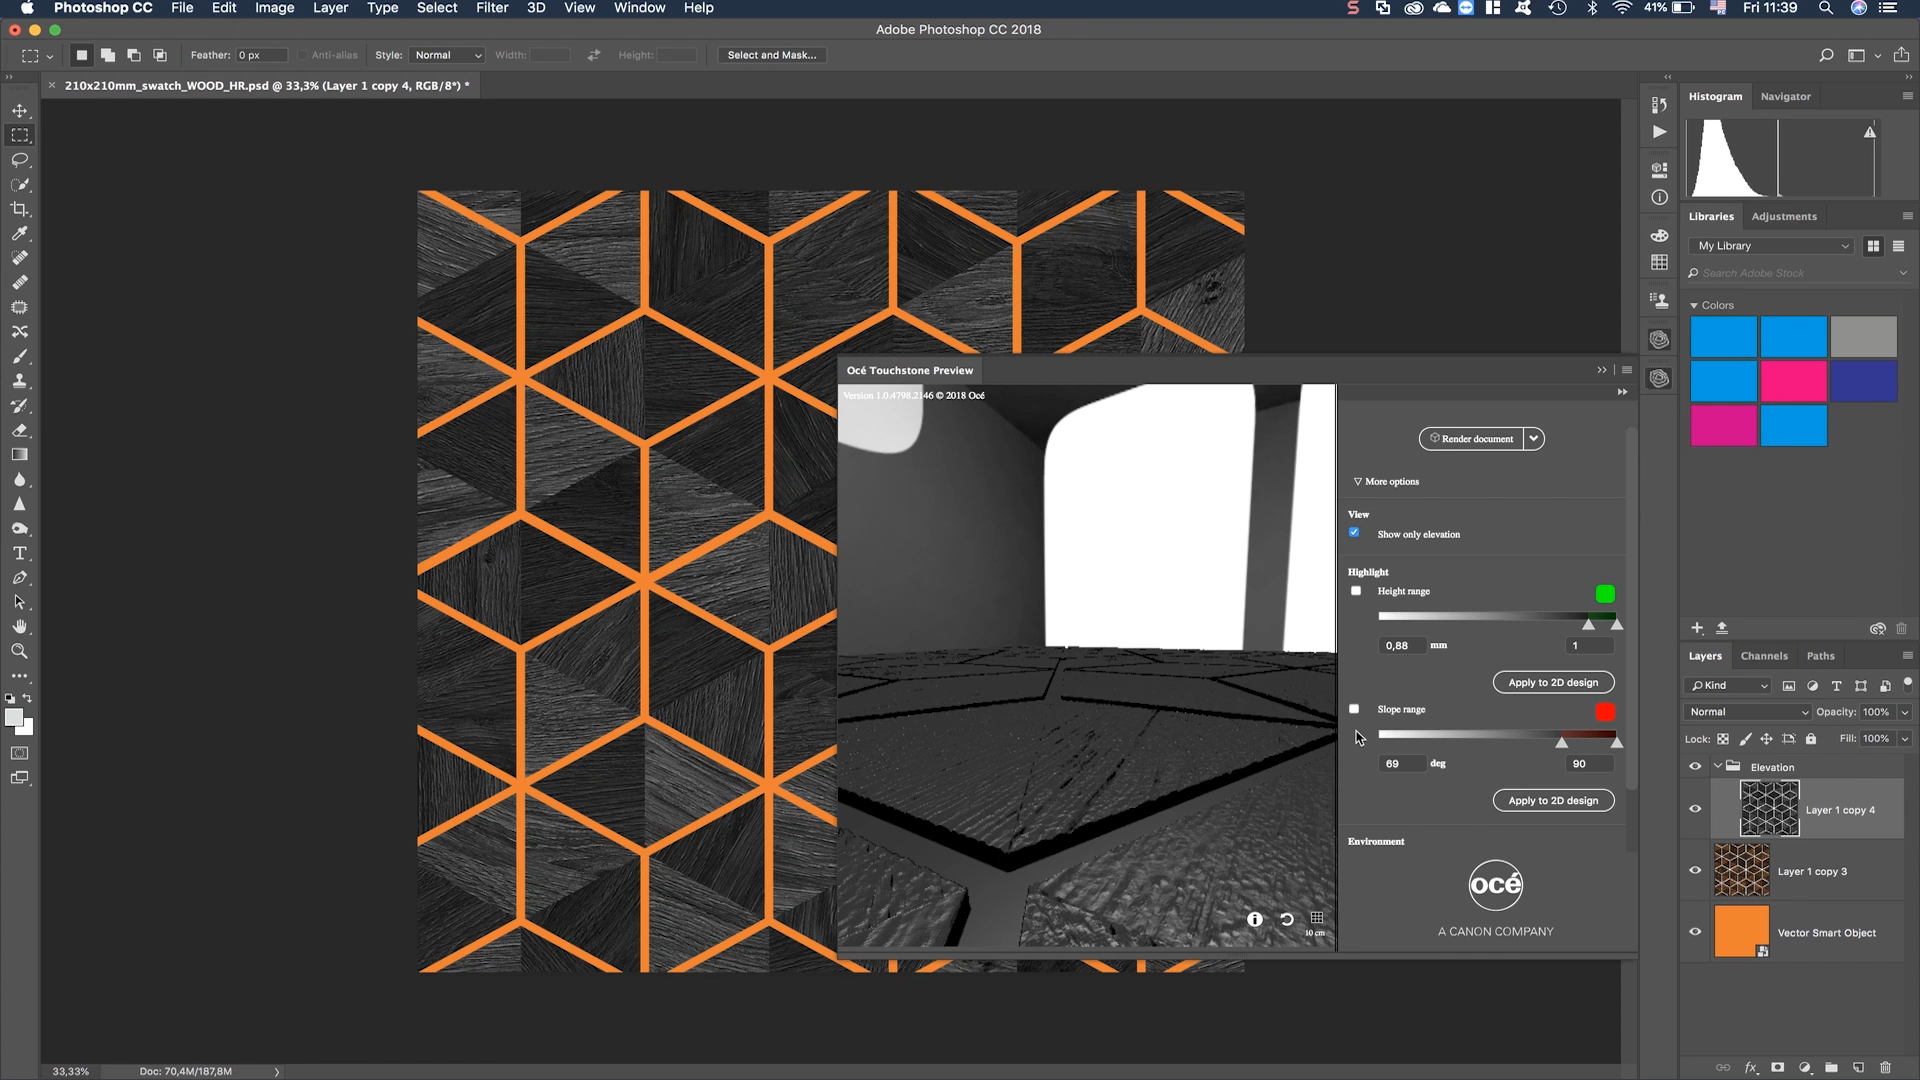 Photoshop CC File Edit Image Layer Type Select Filter 3D View Window Help 41% Fri 11:39
Adobe Photoshop CC 2018
Feather: 0 px Anti-alias Style: Normal Width: Height: Select and Mask...
210x210mm_swatch_WOOD_HR.psd @ 33,3% (Layer 1 copy 4, RGB/8*) *
Histogram Navigator
Libraries Adjustments
My Library
Search Adobe Stock
Colors
Océ Touchstone Preview
Version 1.0.4798.2146 © 2018 Océ
Render document
More options
View
Show only elevation
Highlight
Height range
0,88 mm 1
Apply to 2D design
Slope range
69 deg 90
Apply to 2D design
Environment
océ
A CANON COMPANY
10 cm
Layers Channels Paths
Kind
Normal Opacity: 100%
Lock: Fill: 100%
Elevation
Layer 1 copy 4
Layer 1 copy 3
Vector Smart Object
33,33% Doc: 70,4M/187,8M